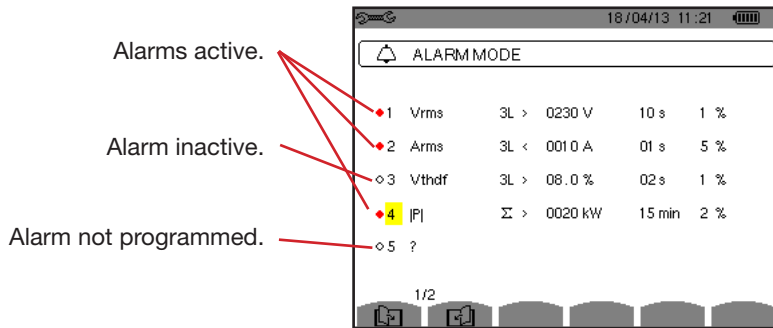 18/04/13 11:21
ALARM MODE
Alarms active.
1 Vrms 3L > 0230 V 10 s 1 %
2 Arms 3L < 0010 A 01 s 5 %
Alarm inactive.
3 Vthdf 3L > 08.0 % 02 s 1 %
4 |P| Σ > 0020 kW 15 min 2 %
Alarm not programmed.
5 ?
1/2